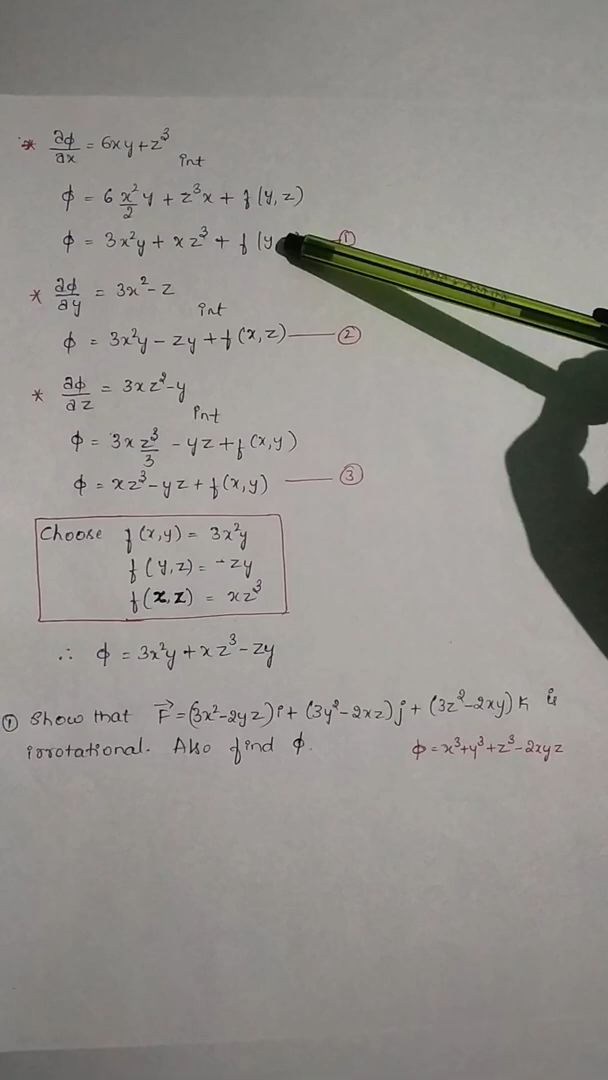 * ∂ϕ/∂x = 6xy + z³
int
ϕ = 6 x²/2 y + z³x + f(y, z)
ϕ = 3x²y + xz³ + f(y ①
* ∂ϕ/∂y = 3x² - z
int
ϕ = 3x²y - zy + f(x, z) —— ②
* ∂ϕ/∂z = 3xz² - y
int
ϕ = 3x z³/3 - yz + f(x, y)
ϕ = xz³ - yz + f(x, y) —— ③
Choose f(x, y) = 3x²y
f(y, z) = -zy
f(x, z) = xz³
∴ ϕ = 3x²y + xz³ - zy
① Show that F⃗ = (3x² - 2yz)i + (3y² - 2xz)j + (3z² - 2xy)k is
irrotational. Also find ϕ. ϕ = x³ + y³ + z³ - 2xyz